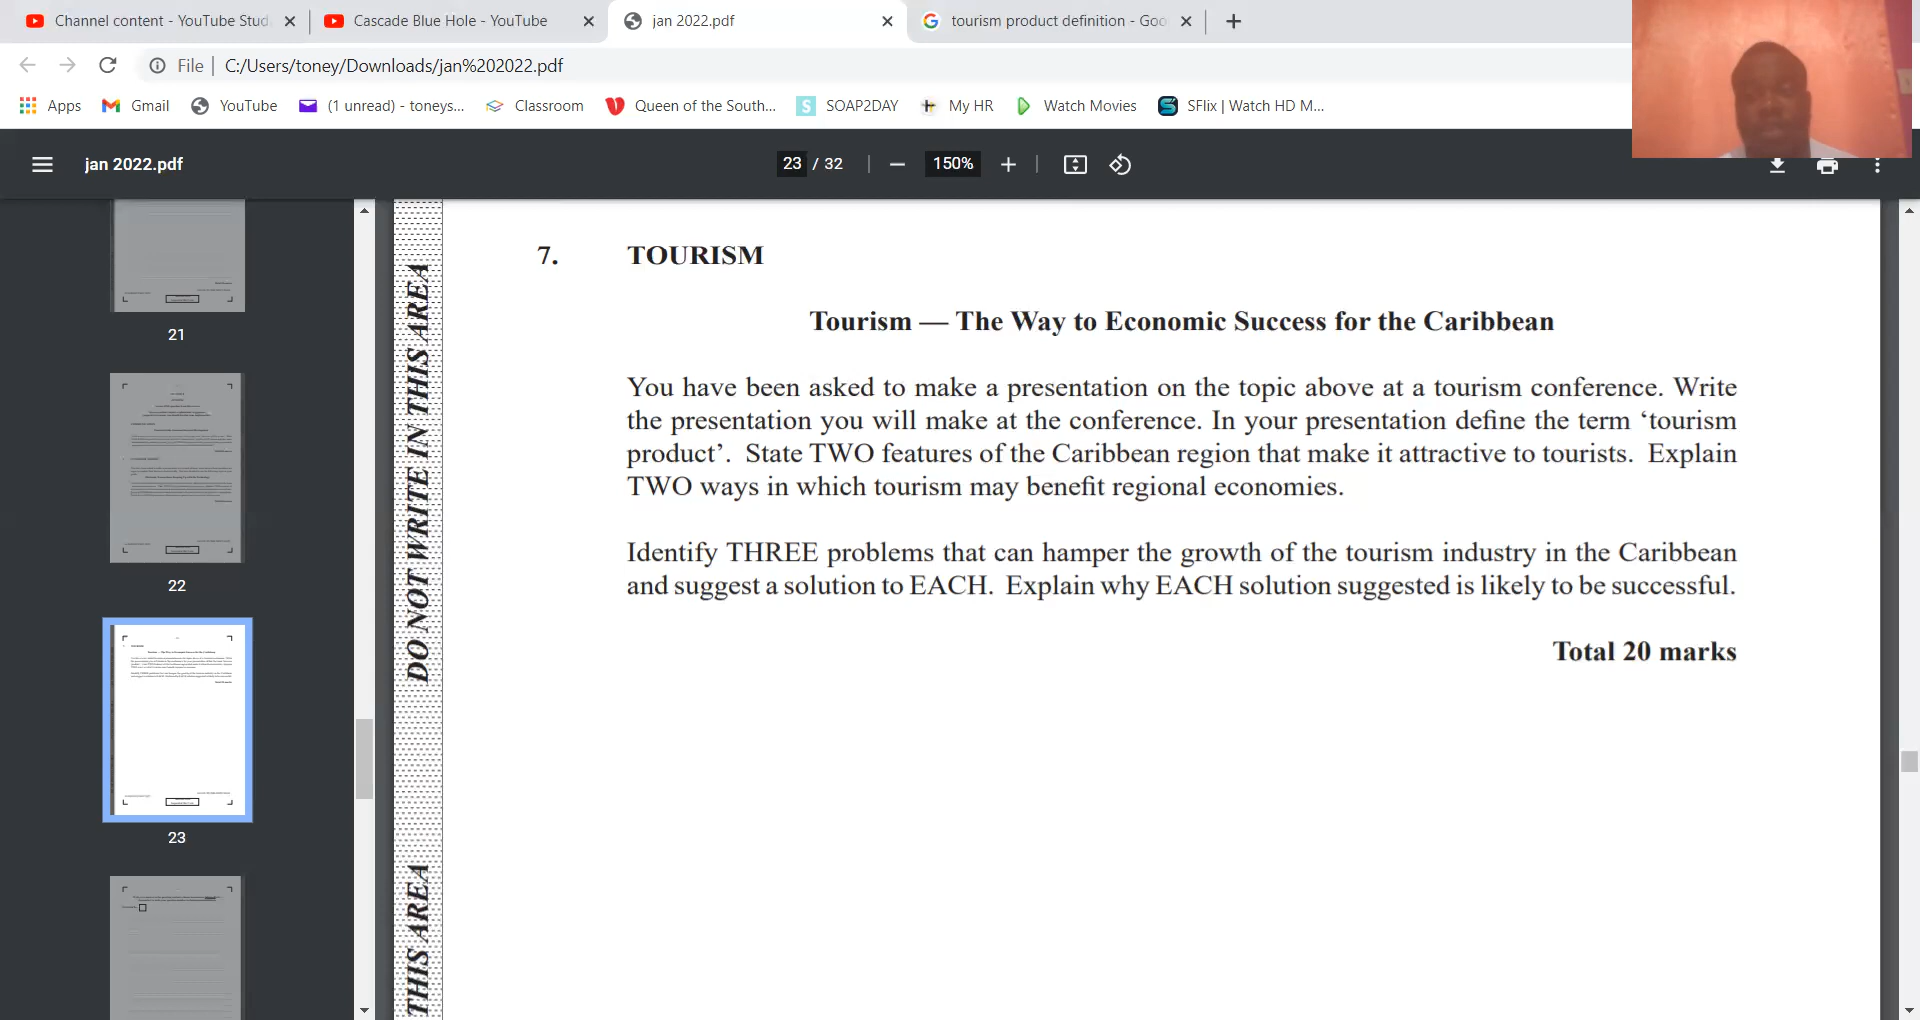 Channel content - YouTube Stud
Cascade Blue Hole - YouTube
jan 2022.pdf
tourism product definition - Goo
File
C:/Users/toney/Downloads/jan%202022.pdf
Apps
Gmail
YouTube
(1 unread) - toneys...
Classroom
Queen of the South...
SOAP2DAY
My HR
Watch Movies
SFlix | Watch HD M...
jan 2022.pdf
23 / 32
150%
21
22
23
DO NOT WRITE IN THIS AREA
THIS AREA
7. TOURISM
Tourism — The Way to Economic Success for the Caribbean
You have been asked to make a presentation on the topic above at a tourism conference. Write
the presentation you will make at the conference. In your presentation define the term ‘tourism
product’. State TWO features of the Caribbean region that make it attractive to tourists. Explain
TWO ways in which tourism may benefit regional economies.
Identify THREE problems that can hamper the growth of the tourism industry in the Caribbean
and suggest a solution to EACH. Explain why EACH solution suggested is likely to be successful.
Total 20 marks